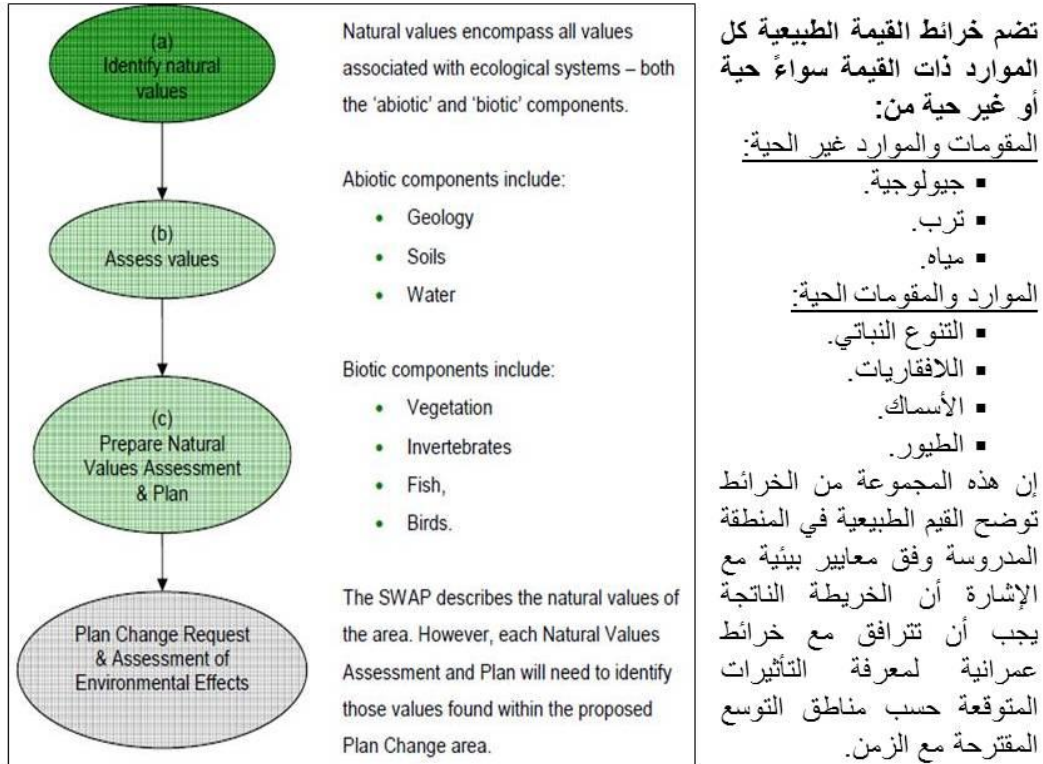 (a)
Identify natural
values
(b)
Assess values
(c)
Prepare Natural
Values Assessment
& Plan
Plan Change Request
& Assessment of
Environmental Effects
Natural values encompass all values
associated with ecological systems – both
the ‘abiotic’ and ‘biotic’ components.
Abiotic components include:
• Geology
• Soils
• Water
Biotic components include:
• Vegetation
• Invertebrates
• Fish,
• Birds.
The SWAP describes the natural values of
the area. However, each Natural Values
Assessment and Plan will need to identify
those values found within the proposed
Plan Change area.
تضم خرائط القيمة الطبيعية كل
الموارد ذات القيمة سواءً حية
أو غير حية من:
المقومات والموارد غير الحية:
▪ جيولوجية.
▪ ترب.
▪ مياه.
الموارد والمقومات الحية:
▪ التنوع النباتي.
▪ اللافقاريات.
▪ الأسماك.
▪ الطيور.
إن هذه المجموعة من الخرائط
توضح القيم الطبيعية في المنطقة
المدروسة وفق معايير بيئية مع
الإشارة أن الخريطة الناتجة
يجب أن تترافق مع خرائط
عمرانية لمعرفة التأثيرات
المتوقعة حسب مناطق التوسع
المقترحة مع الزمن.